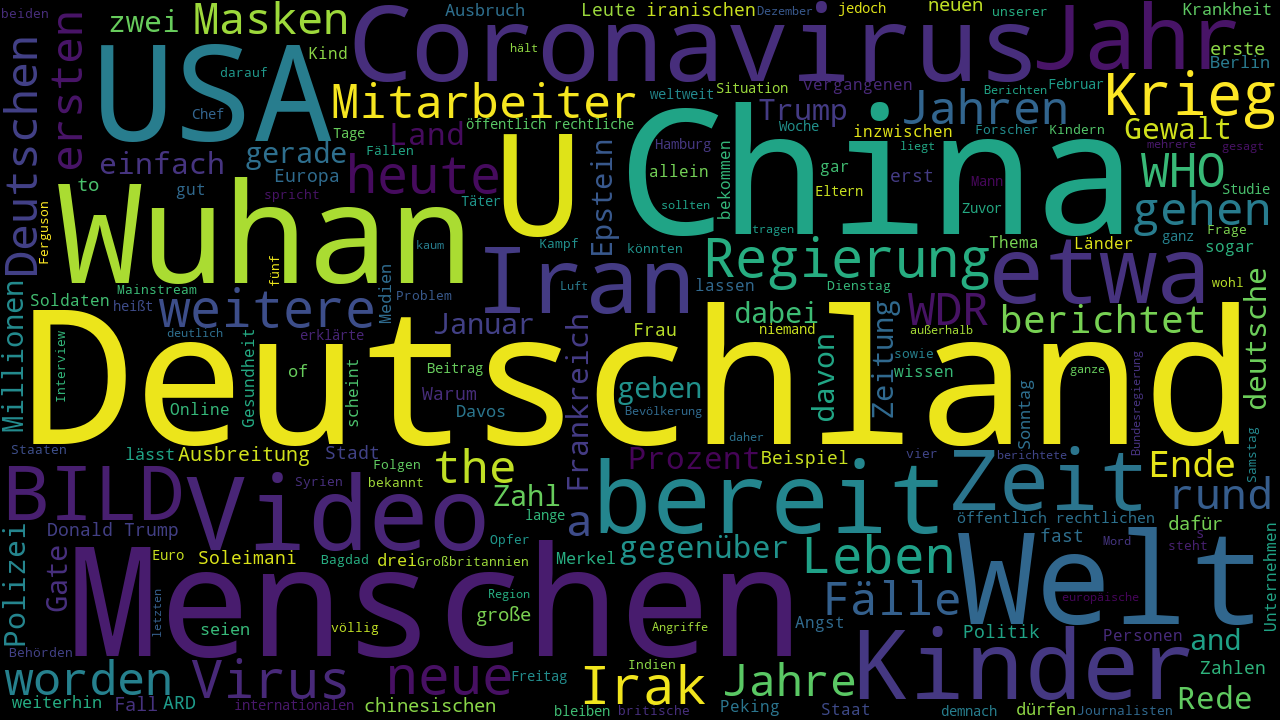 beiden
zwei
Masken
Ausbruch
Leute
iranischen
Dezember
jedoch
neuen
unserer
Krankheit
Deutschen
ersten
USA
darauf
Chef
Kind
Coronavirus
hält
Jahr
erste
Berlin
Mitarbeiter
Situation
vergangenen
weltweit
Trump
Jahren
Berichten
Februar
Krieg
Tage
Land
öffentlich rechtliche
Woche
inzwischen
Forscher
Kindern
Gewalt
einfach
gerade
Fällen
heute
U
Epstein
Hamburg
China
allein
bekommen
gar
erst
liegt
mehrere
gesagt
WHO
Studie
to
gut
Europa
spricht
Täter
sollten
Eltern
Mann
Zuvor
gehen
Ferguson
Wuhan
fünf
kaum
Kampf
könnten
tragen
Frage
ganz
sogar
Thema
Länder
Iran
Regierung
etwa
Millionen
Soldaten
Mainstream
heißt
weitere
Medien
Problem
Luft
lassen
Dienstag
wohl
deutsche
Januar
Frau
dabei
niemand
davon
Zeitung
WDR
außerhalb
berichtet
deutlich
erklärte
Interview
Deutschland
Gesundheit
of
scheint
Beitrag
Warum
Online
Davos
Frankreich
geben
Bevölkerung
sowie
wissen
ganze
Sonntag
Bundesregierung
daher
Staaten
lässt
Ausbreitung
Stadt
Folgen
bekannt
the
Prozent
Beispiel
vier
berichtete
Ende
Samstag
BILD
Video
Syrien
Zahl
lange
a
bereit
Zeit
rund
Polizei
Donald Trump
Gate
Euro
Soleimani
Bagdad
drei
Großbritannien
Opfer
Merkel
gegenüber
Leben
öffentlich rechtlichen
fast
dafür
s
steht
Mord
Unternehmen
Menschen
letzten
seien
völlig
Region
große
Angriffe
Fälle
Angst
Welt
europäische
Politik
Personen
and
Behörden
worden
Virus
neue
Freitag
Indien
Irak
Jahre
Kinder
Zahlen
Rede
weiterhin
Fall
ARD
internationalen
chinesischen
bleiben
britische
Peking
Staat
demnach
dürfen
Journalisten